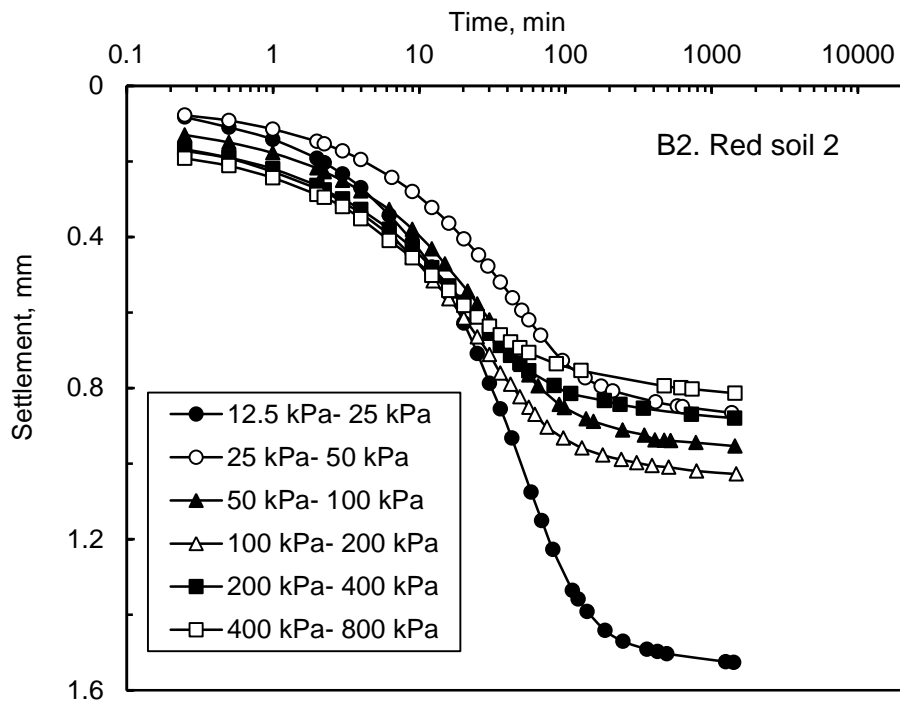 Time, min
0.1 1 10 100 1000 10000
0
B2. Red soil 2
0.4
Settlement, mm
0.8
12.5 kPa- 25 kPa
25 kPa- 50 kPa
50 kPa- 100 kPa
100 kPa- 200 kPa
200 kPa- 400 kPa
400 kPa- 800 kPa
1.2
1.6